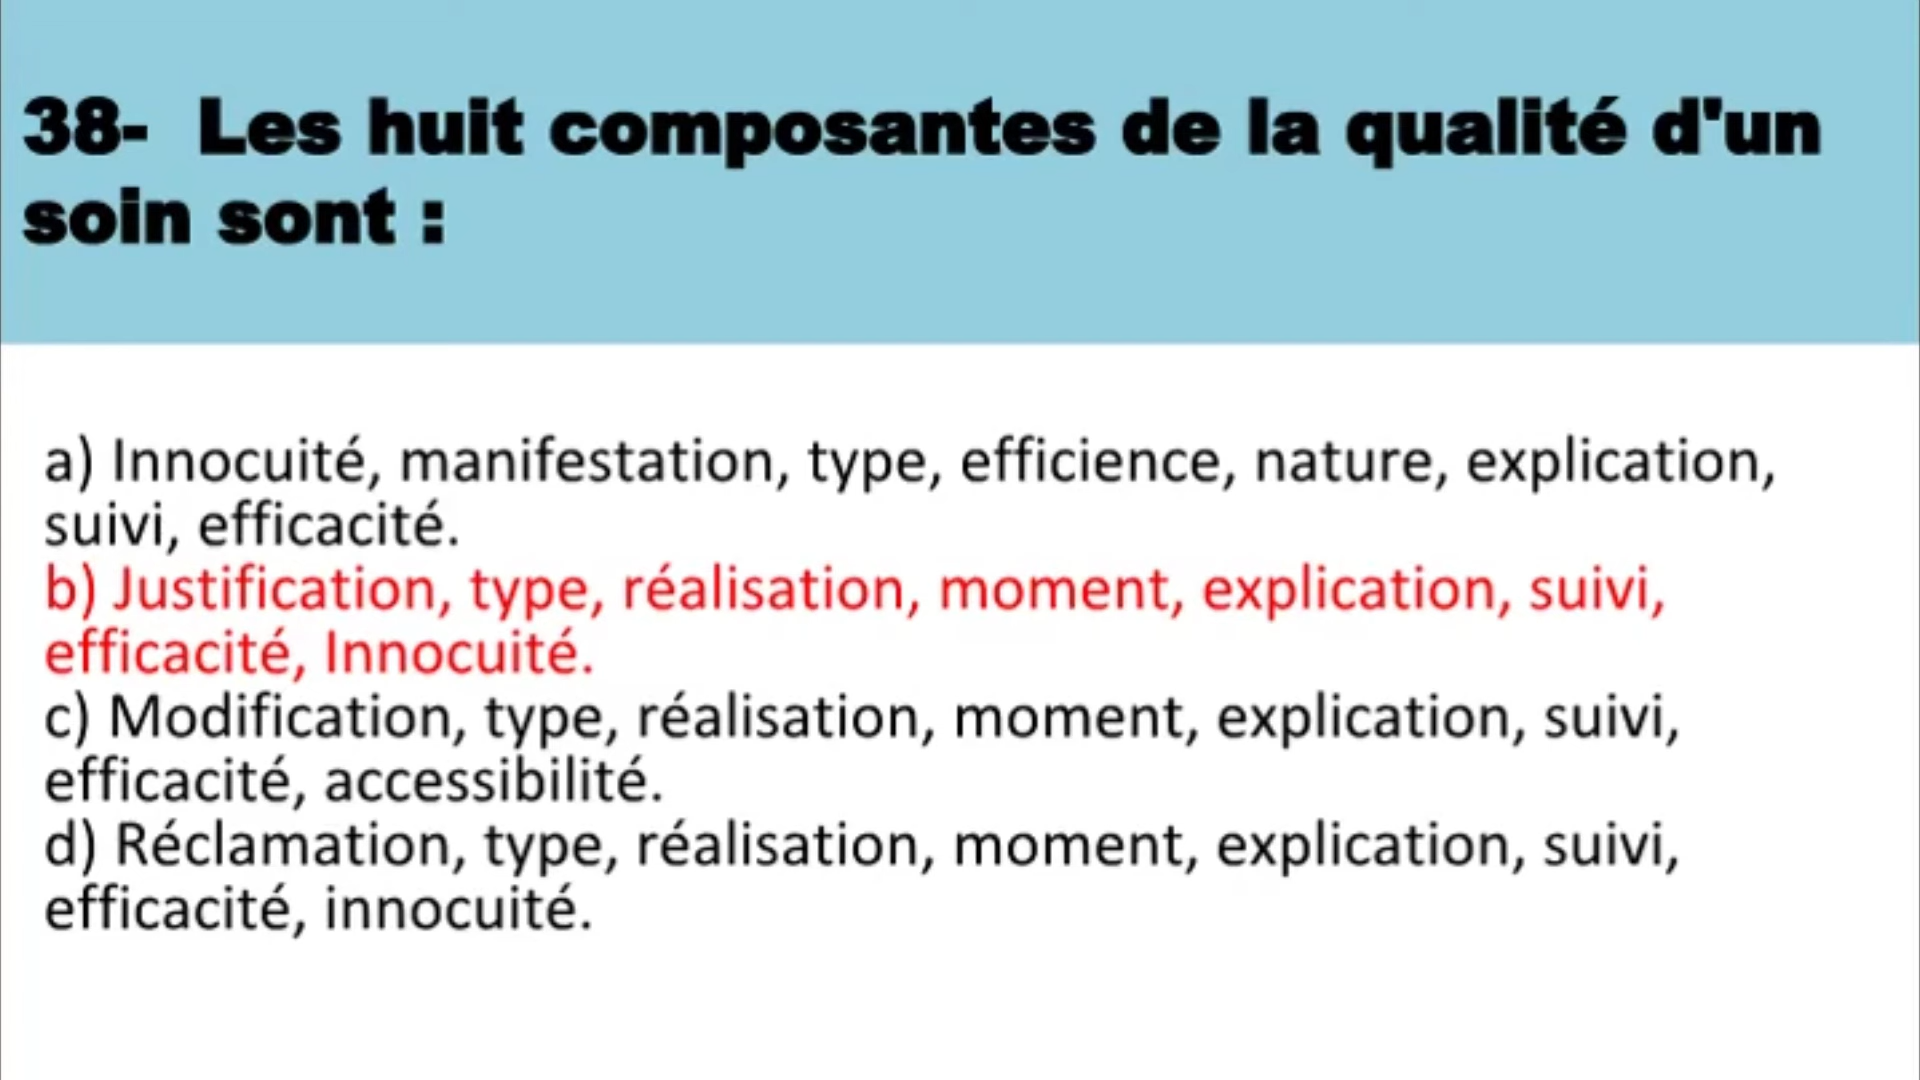 38- Les huit composantes de la qualité d'un
soin sont :
a) Innocuité, manifestation, type, efficience, nature, explication,
suivi, efficacité.
b) Justification, type, réalisation, moment, explication, suivi,
efficacité, Innocuité.
c) Modification, type, réalisation, moment, explication, suivi,
efficacité, accessibilité.
d) Réclamation, type, réalisation, moment, explication, suivi,
efficacité, innocuité.